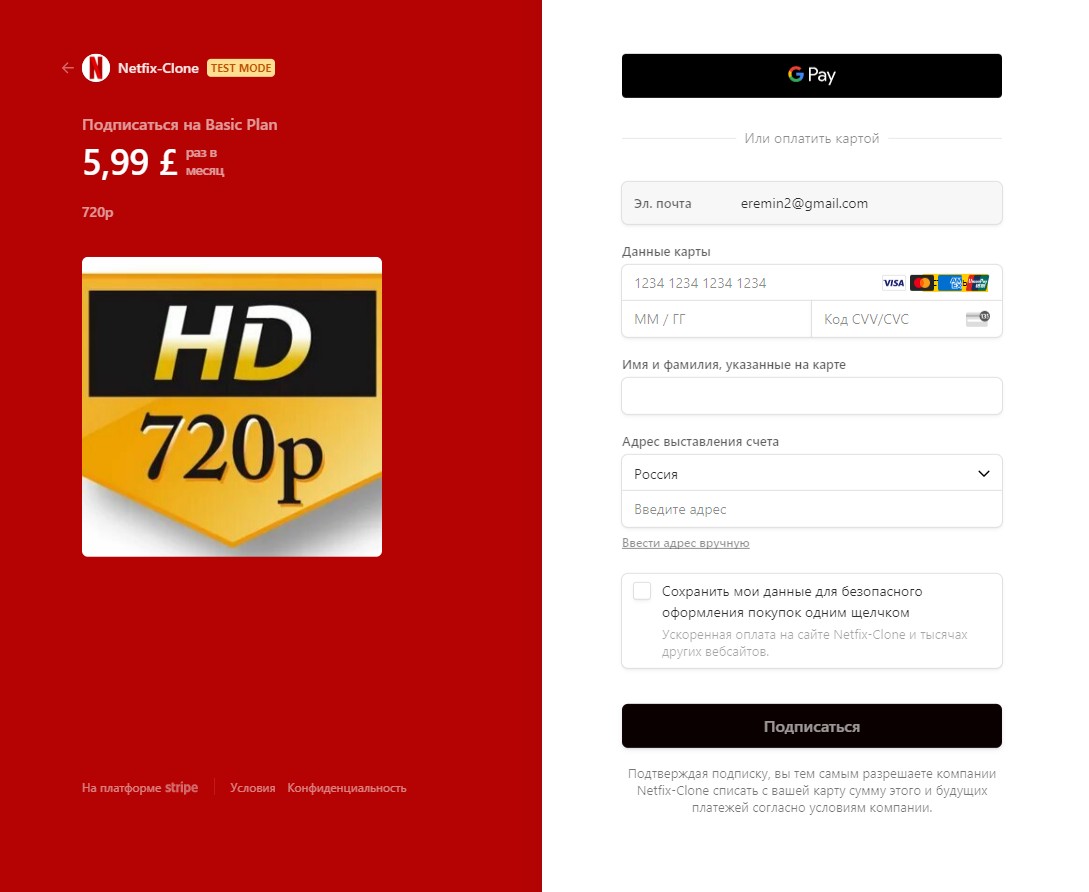 Netfix-Clone TEST MODE
Подписаться на Basic Plan
5,99 £ раз в
месяц
720p
HD
720p
На платформе stripe
Условия Конфиденциальность
G Pay
Или оплатить картой
Эл. почта eremin2@gmail.com
Данные карты
1234 1234 1234 1234 VISA
ММ / ГГ Код CVV/CVC
Имя и фамилия, указанные на карте
Адрес выставления счета
Россия
Введите адрес
Ввести адрес вручную
Сохранить мои данные для безопасного
оформления покупок одним щелчком
Ускоренная оплата на сайте Netfix-Clone и тысячах
других вебсайтов.
Подписаться
Подтверждая подписку, вы тем самым разрешаете компании
Netfix-Clone списать с вашей карту сумму этого и будущих
платежей согласно условиям компании.